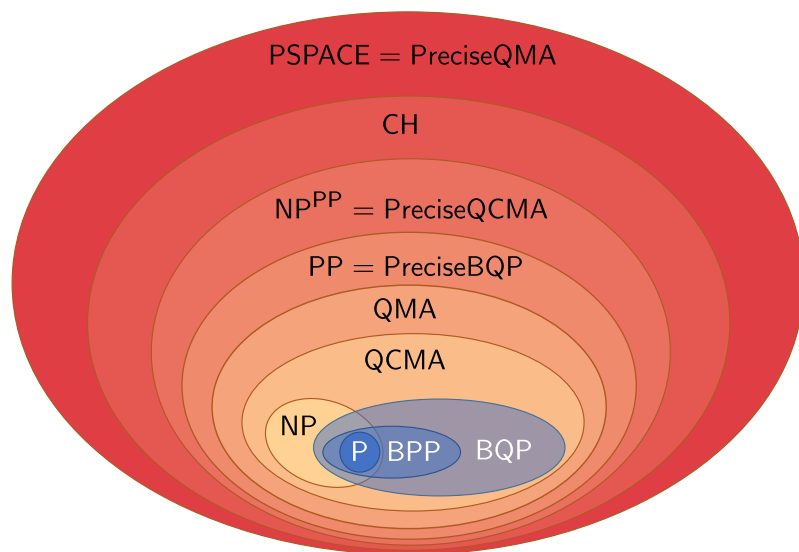 PSPACE = PreciseQMA
CH
NP^PP = PreciseQCMA
PP = PreciseBQP
QMA
QCMA
NP
P BPP BQP